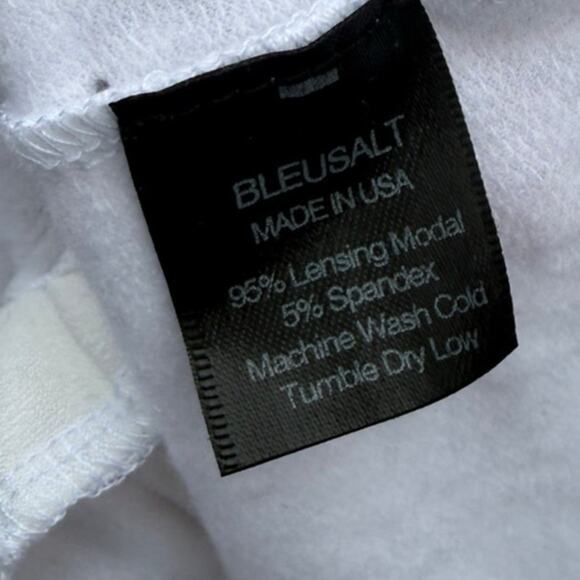 BLEUSALT
MADE IN USA
95% Lensing Modal
5% Spandex
Machine Wash Cold
Tumble Dry Low